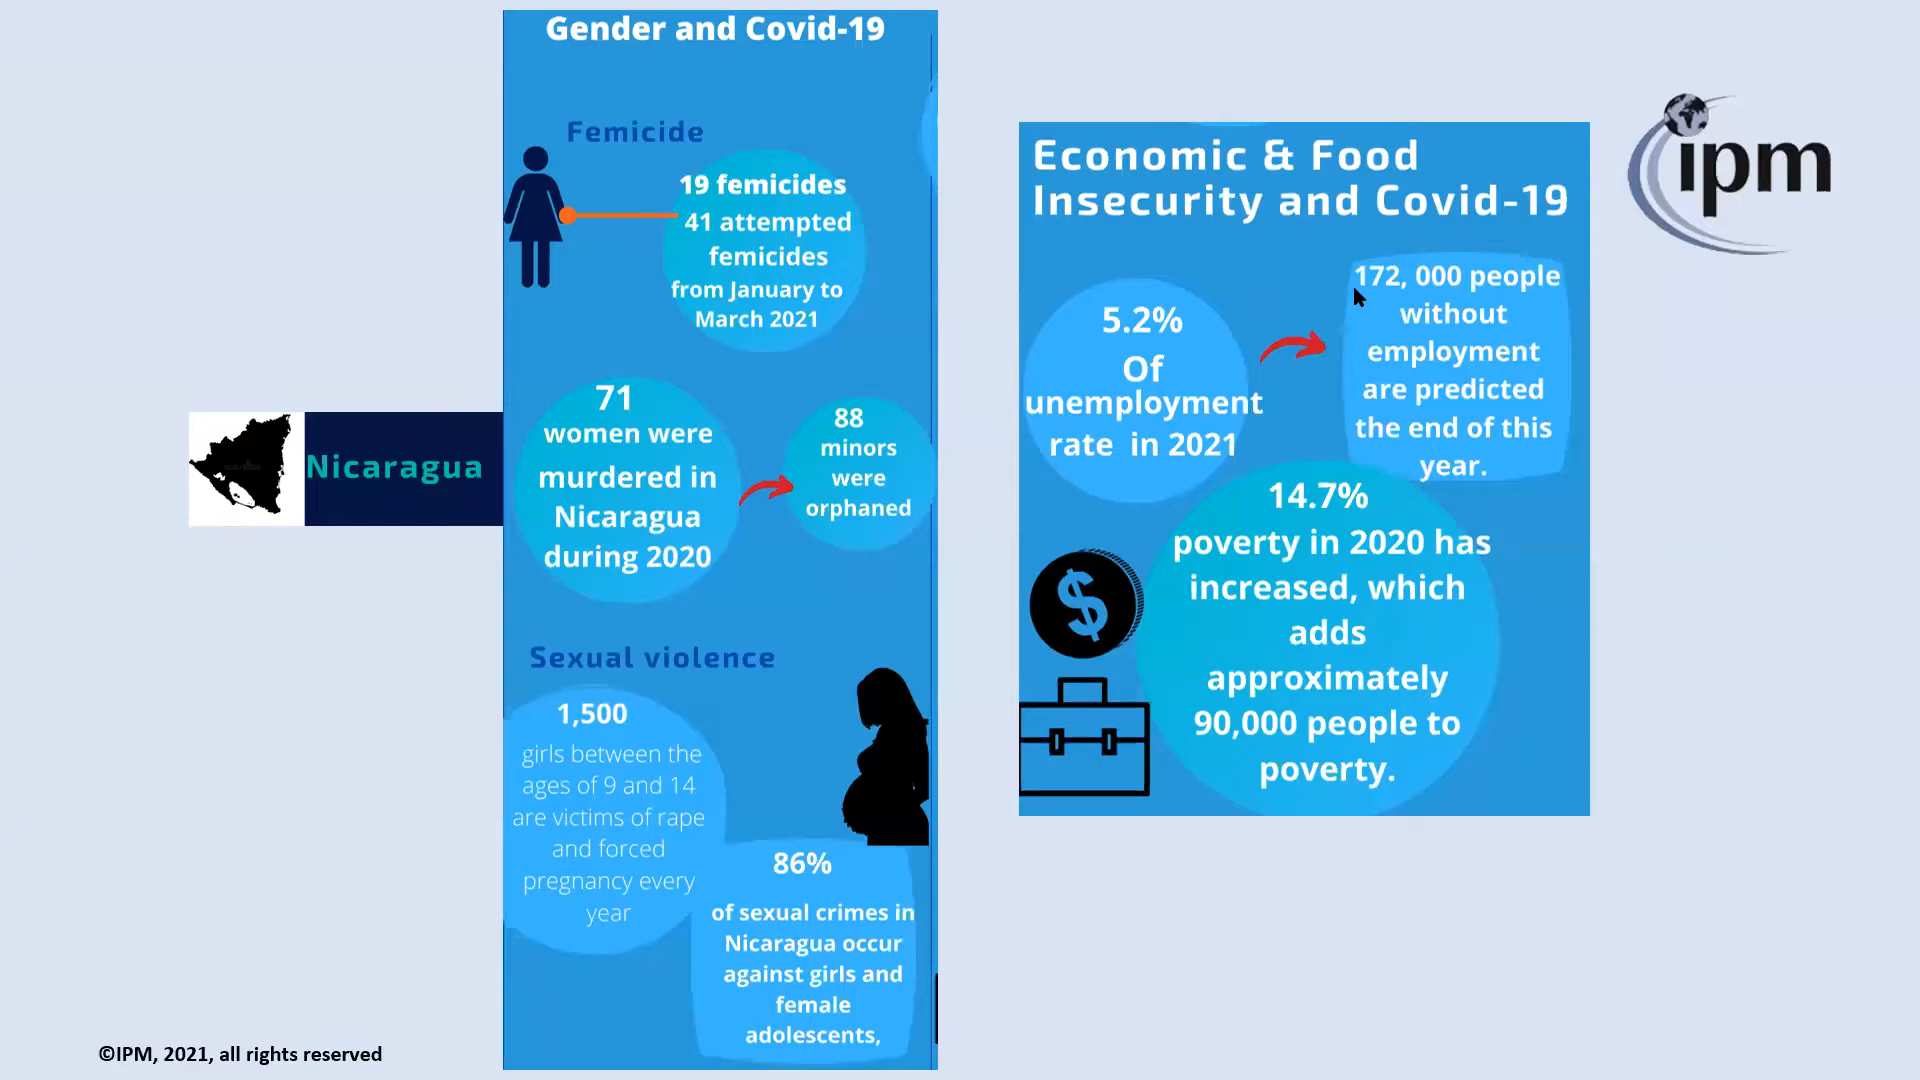 Gender and Covid-19
Femicide
19 femicides
41 attempted
femicides
from January to
March 2021
71
women were
murdered in
Nicaragua
during 2020
88
minors
were
orphaned
Nicaragua
Sexual violence
1,500
girls between the
ages of 9 and 14
are victims of rape
and forced
pregnancy every
year
86%
of sexual crimes in
Nicaragua occur
against girls and
female
adolescents,
Economic & Food
Insecurity and Covid-19
5.2%
Of
unemployment
rate in 2021
172, 000 people
without
employment
are predicted
the end of this
year.
14.7%
poverty in 2020 has
increased, which
adds
approximately
90,000 people to
poverty.
ipm
©IPM, 2021, all rights reserved